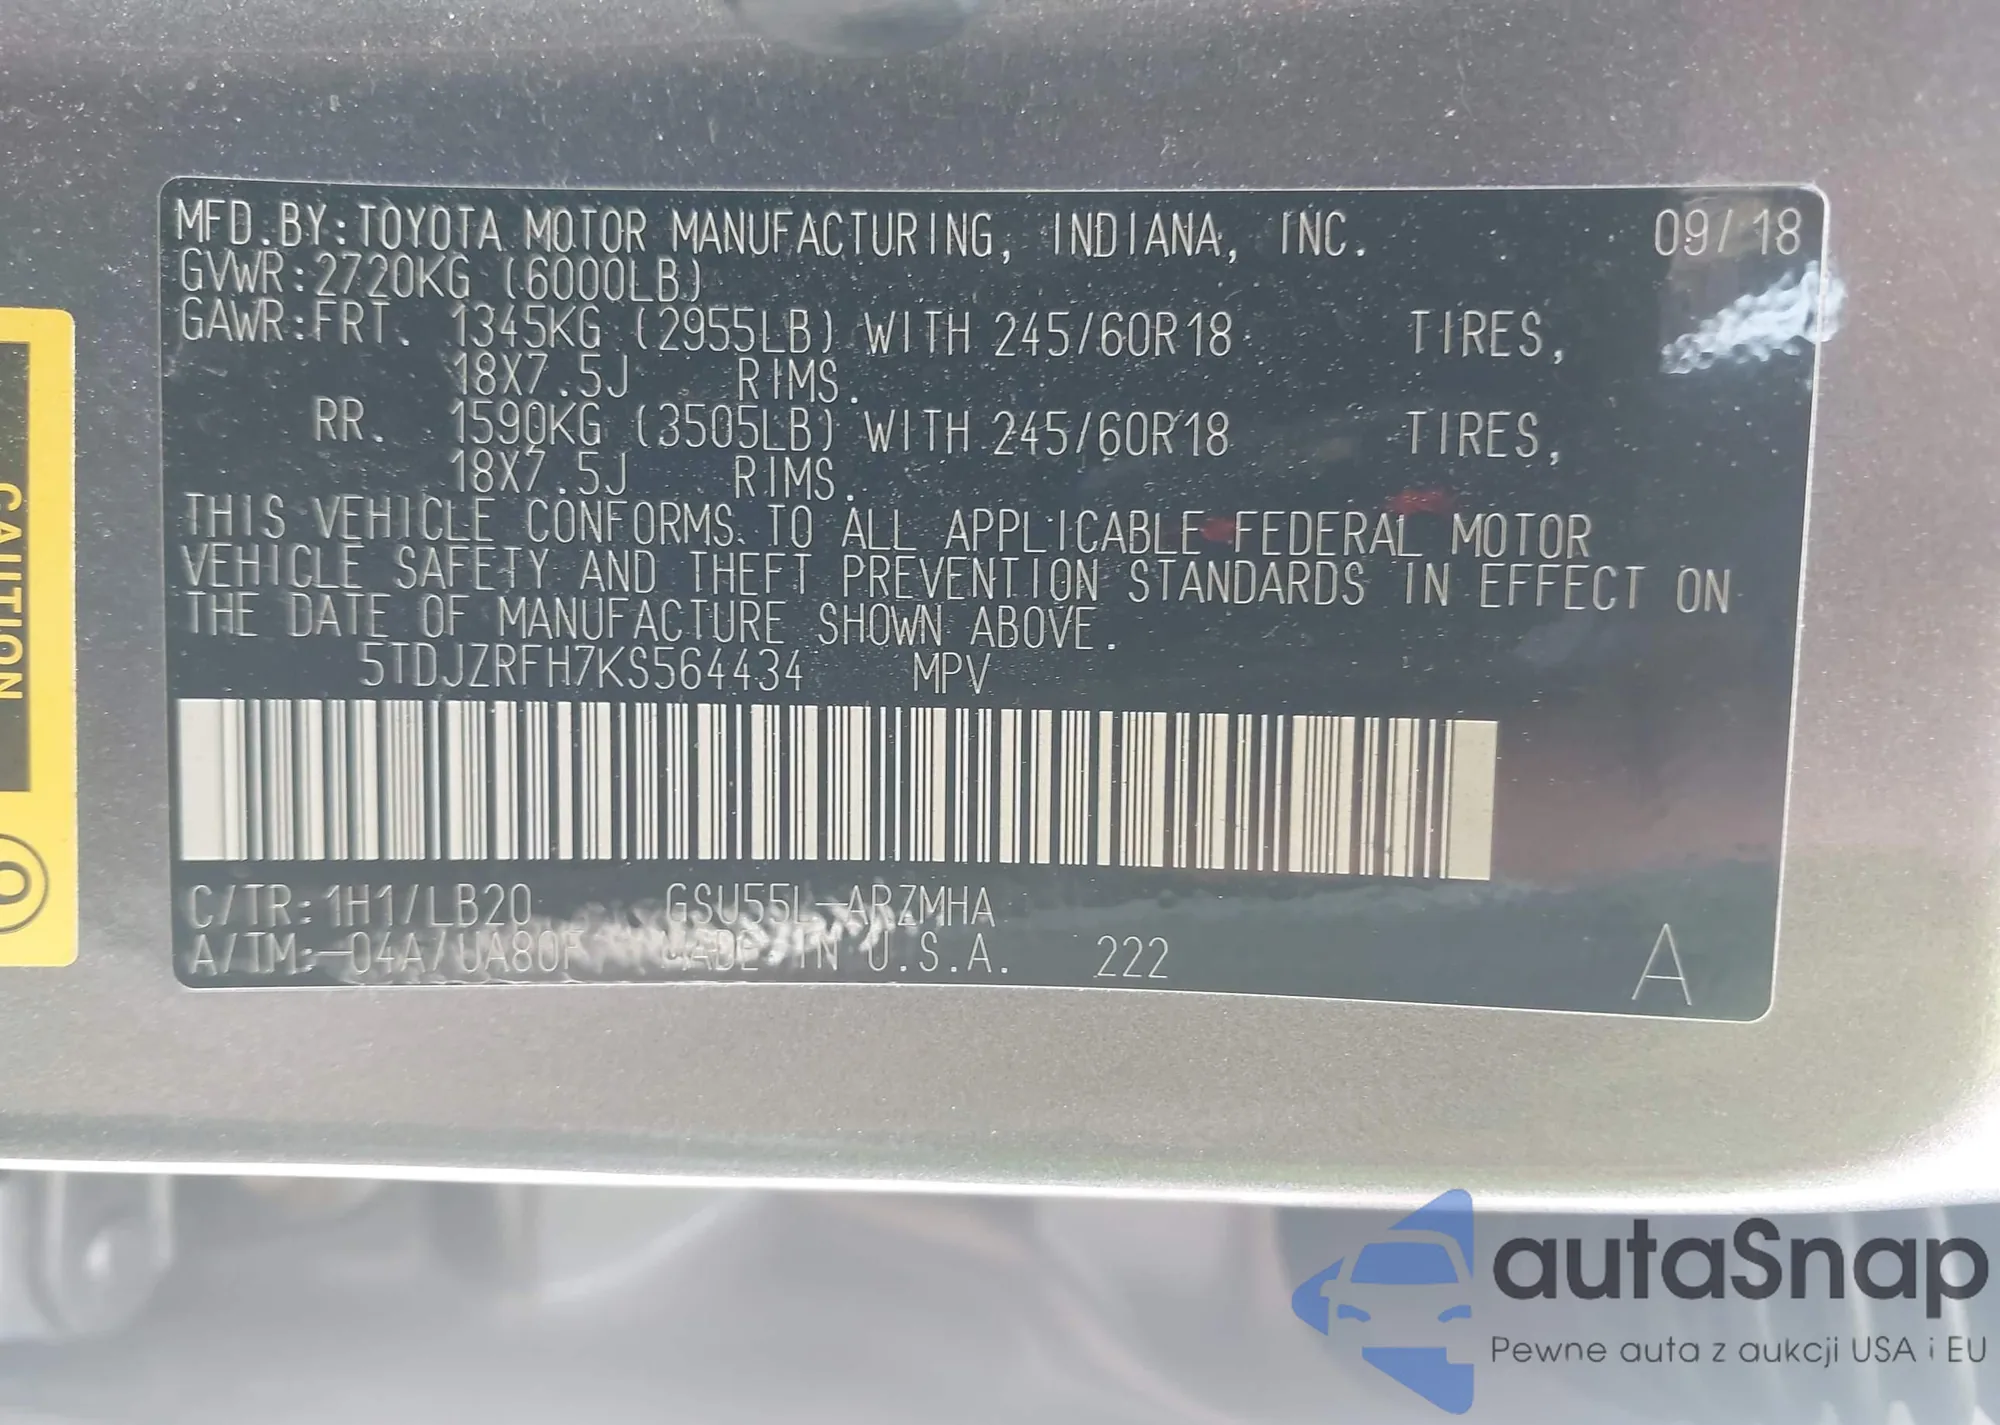 MFD.BY:TOYOTA MOTOR MANUFACTURING, INDIANA, INC. 09/18
GVWR:2720KG (6000LB)
GAWR:FRT. 1345KG (2955LB) WITH 245/60R18 TIRES,
18X7.5J RIMS.
RR. 1590KG (3505LB) WITH 245/60R18 TIRES,
18X7.5J RIMS.
THIS VEHICLE CONFORMS TO ALL APPLICABLE FEDERAL MOTOR
VEHICLE SAFETY AND THEFT PREVENTION STANDARDS IN EFFECT ON
THE DATE OF MANUFACTURE SHOWN ABOVE.
5TDJZRFH7KS564434 MPV
C/TR:1H1/LB20 GSU55L-ARZMHA
A/TM:-04A/UA80F MADE IN U.S.A. 222
A
CAUTION
autaSnap
Pewne auta z aukcji USA i EU